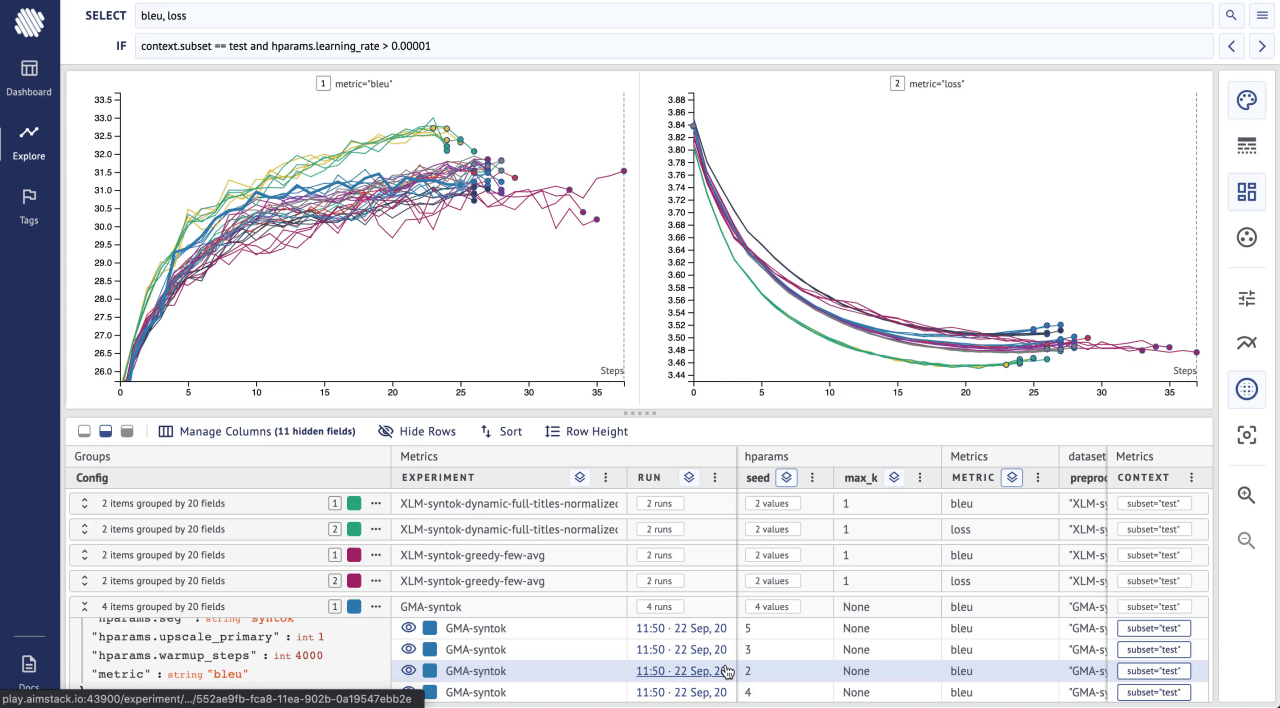 SELECT bleu, loss
IF context.subset == test and hparams.learning_rate > 0.00001
Dashboard
Explore
Tags
Docs
1 metric="bleu"
33.5
33.0
32.5
32.0
31.5
31.0
30.5
30.0
29.5
29.0
28.5
28.0
27.5
27.0
26.5
26.0
Steps
0 5 10 15 20 25 30 35
2 metric="loss"
3.88
3.86
3.84
3.80
3.78
3.76
3.74
3.72
3.70
3.68
3.66
3.64
3.62
3.60
3.58
3.56
3.54
3.52
3.50
3.48
3.46
3.44
Steps
0 5 10 15 20 25 30 35
Manage Columns (11 hidden fields) Hide Rows Sort Row Height
Groups Metrics hparams Metrics dataset Metrics
Config EXPERIMENT RUN seed max_k METRIC preproc CONTEXT
2 items grouped by 20 fields 1 XLM-syntok-dynamic-full-titles-normalized 2 runs 2 values 1 bleu "XLM-sy subset="test"
2 items grouped by 20 fields 2 XLM-syntok-dynamic-full-titles-normalized 2 runs 2 values 1 loss "XLM-sy subset="test"
2 items grouped by 20 fields 1 XLM-syntok-greedy-few-avg 2 runs 2 values 1 bleu "XLM-sy subset="test"
2 items grouped by 20 fields 2 XLM-syntok-greedy-few-avg 2 runs 2 values 1 loss "XLM-sy subset="test"
4 items grouped by 20 fields 1 GMA-syntok 4 runs 4 values None bleu "GMA-sy subset="test"
"hparams.seg" : string "syntok"
"hparams.upscale_primary" : int 1
"hparams.warmup_steps" : int 4000
"metric" : string "bleu"
GMA-syntok 11:50 · 22 Sep, 20 5 None bleu "GMA-sy subset="test"
GMA-syntok 11:50 · 22 Sep, 20 3 None bleu "GMA-sy subset="test"
GMA-syntok 11:50 · 22 Sep, 20 2 None bleu "GMA-sy subset="test"
GMA-syntok 11:50 · 22 Sep, 20 4 None bleu "GMA-sy subset="test"
play.aimstack.io:43900/experiment/.../552ae9fb-fca8-11ea-902b-0a19547ebb2e